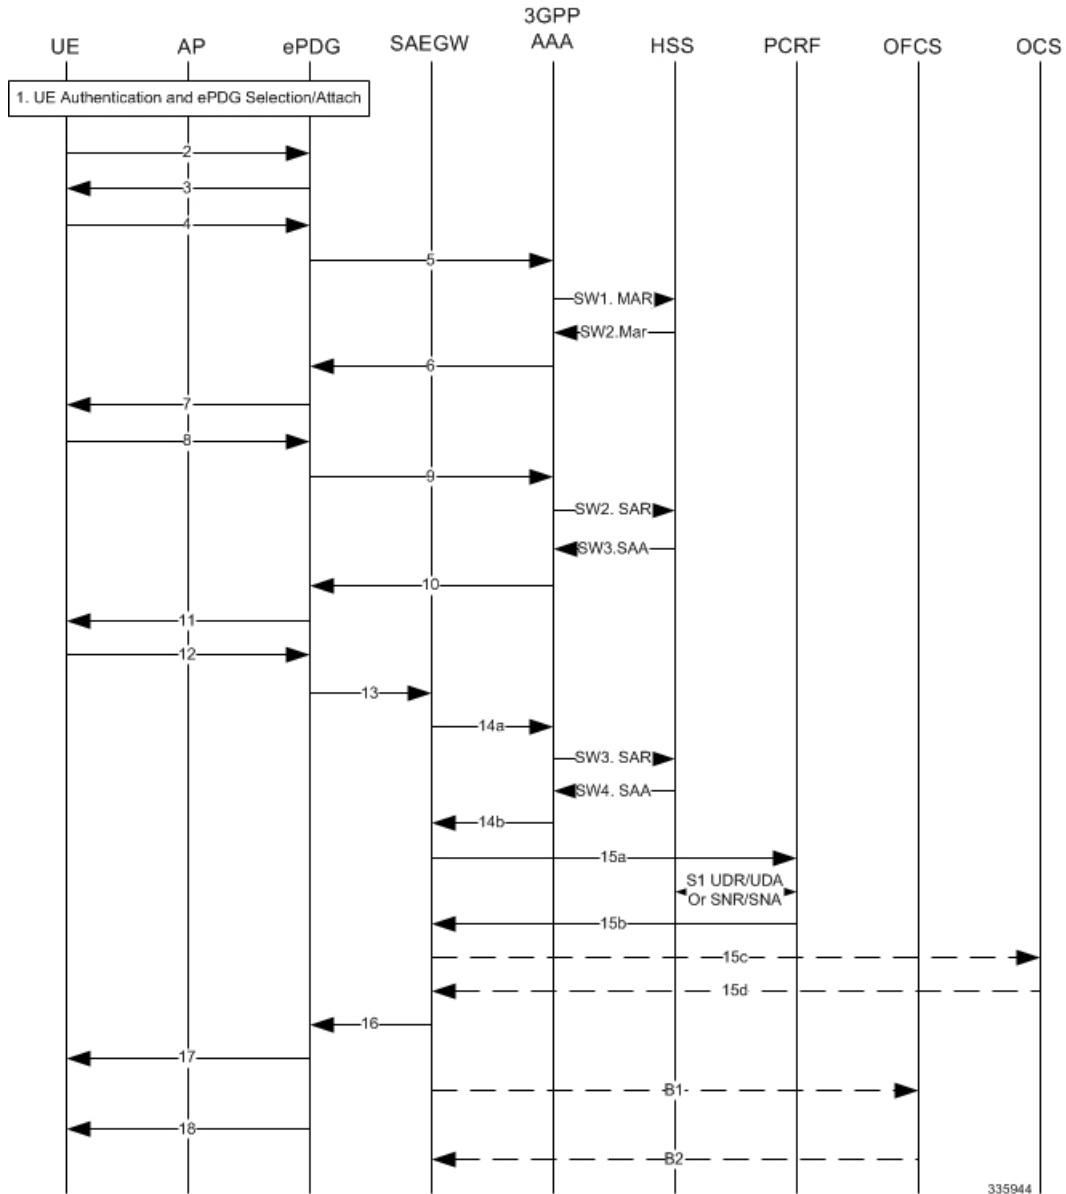 3GPP
UE AP ePDG SAEGW AAA HSS PCRF OFCS OCS
1. UE Authentication and ePDG Selection/Attach
2
3
4
5
SW1. MAR
SW2.Mar
6
7
8
9
SW2. SAR
SW3.SAA
10
11
12
13
14a
SW3. SAR
SW4. SAA
14b
15a
S1 UDR/UDA
Or SNR/SNA
15b
15c
15d
16
17
B1
18
B2
335944